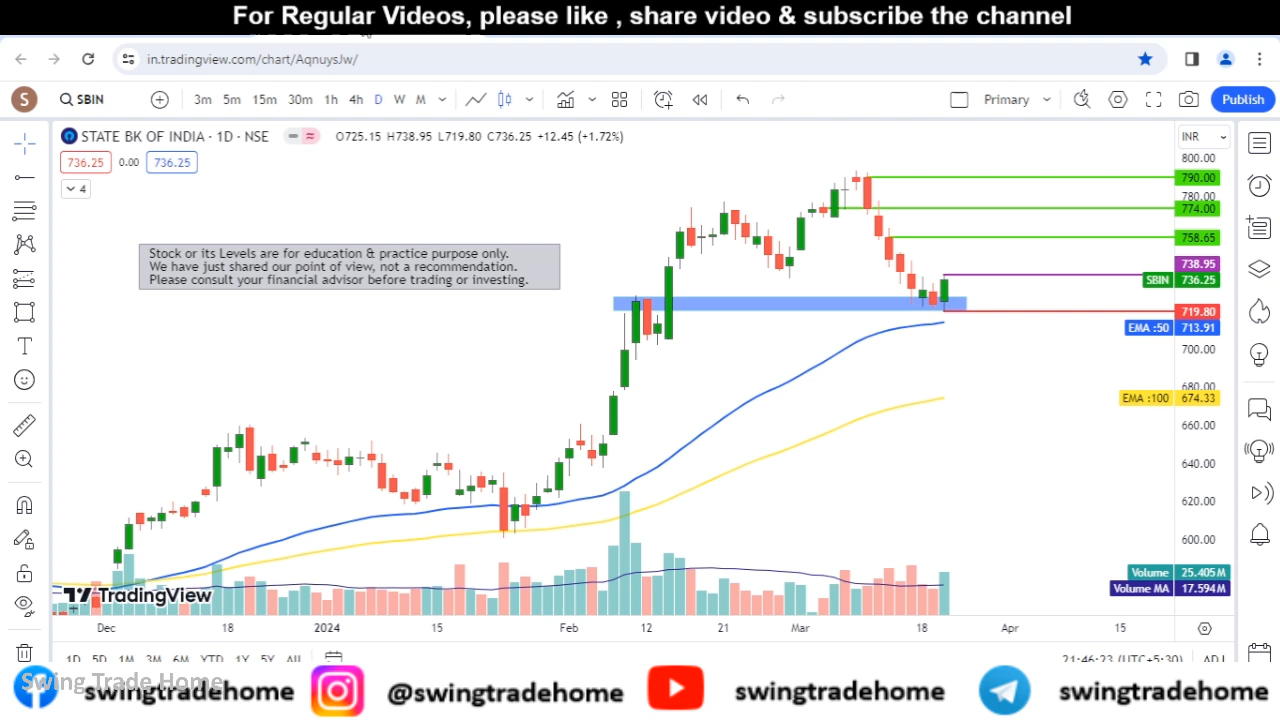 For Regular Videos, please like , share video & subscribe the channel
in.tradingview.com/chart/AqnuysJw/
S
SBIN
3m 5m 15m 30m 1h 4h D W M
Primary
Publish
STATE BK OF INDIA · 1D · NSE
O725.15 H738.95 L719.80 C736.25 +12.45 (+1.72%)
INR
736.25 0.00 736.25
4
Stock or its Levels are for education & practice purpose only.
We have just shared our point of view, not a recommendation.
Please consult your financial advisor before trading or investing.
800.00
790.00
780.00
774.00
758.65
738.95
SBIN 736.25
719.80
EMA :50 713.91
700.00
680.00
EMA :100 674.33
660.00
640.00
620.00
600.00
Volume 25.405M
Volume MA 17.594M
TradingView
Dec 18 2024 15 Feb 12 21 Mar 18 Apr 15
1D 5D 1M 3M 6M YTD 1Y 5Y All
21:46:23 (UTC+5:30) ADJ
Swing Trade Home
swingtradehome @swingtradehome swingtradehome swingtradehome